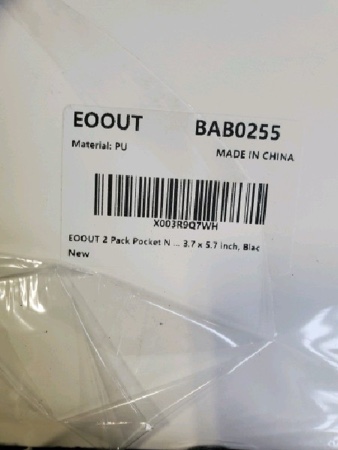 EOOUT BAB0255
Material: PU MADE IN CHINA
X003R9Q7WH
EOOUT 2 Pack Pocket N ... 3.7 x 5.7 inch, Blac
New